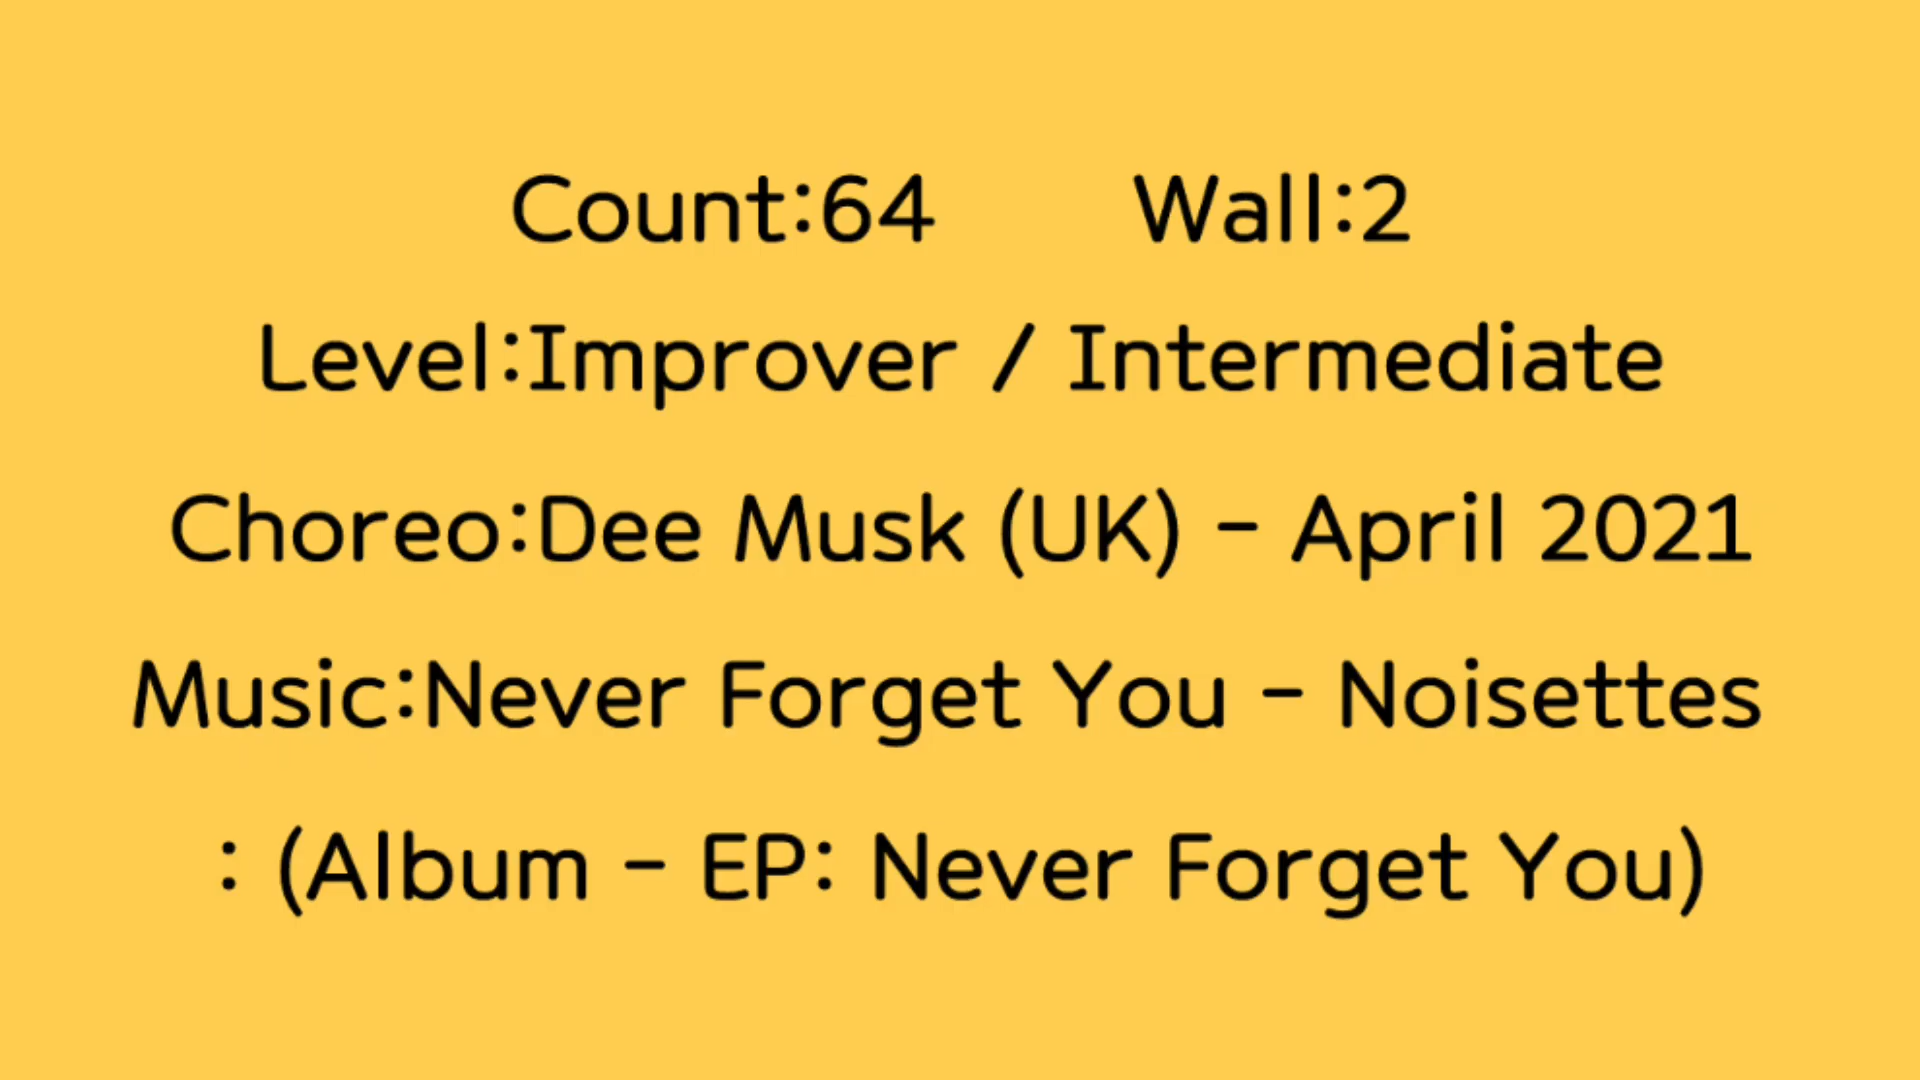 Count:64 Wall:2
Level:Improver / Intermediate
Choreo:Dee Musk (UK) - April 2021
Music:Never Forget You - Noisettes
: (Album - EP: Never Forget You)